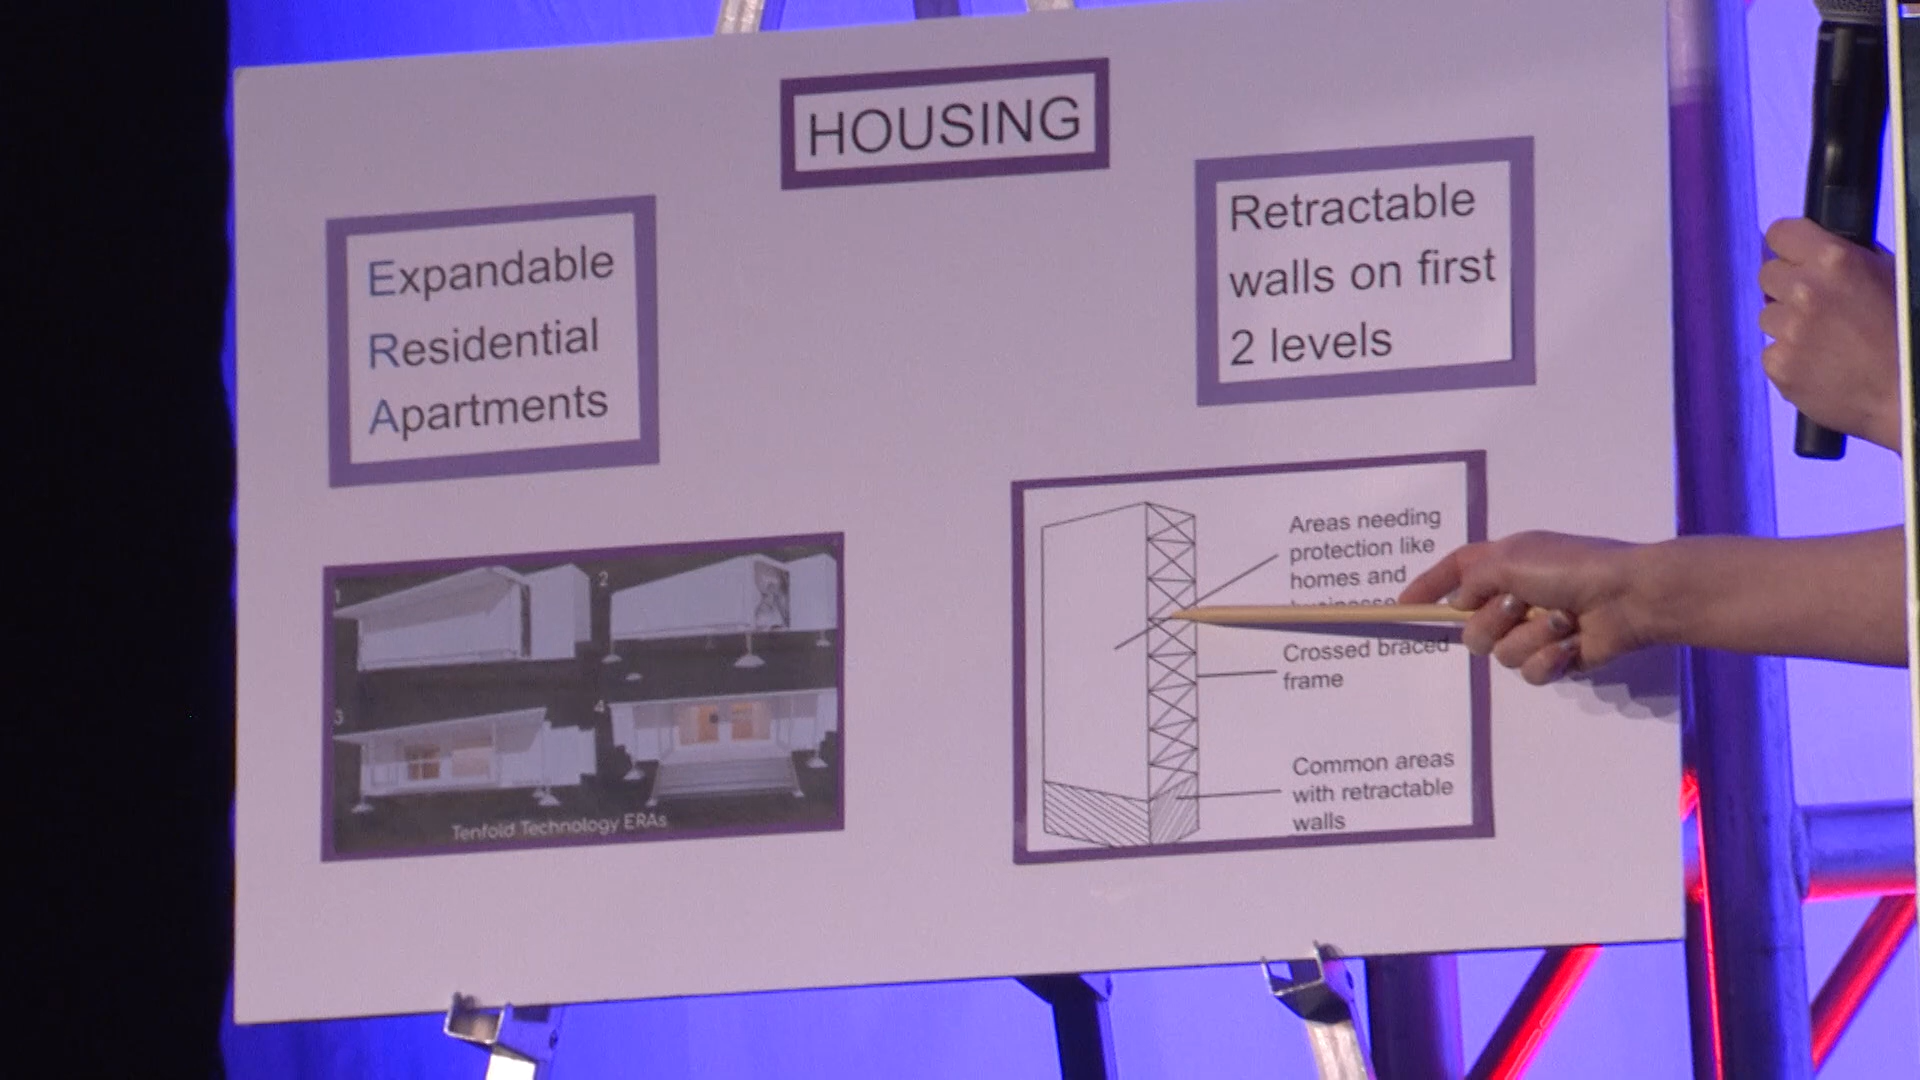 HOUSING
Expandable
Residential
Apartments
Retractable
walls on first
2 levels
1
2
3
4
Tenfold Technology ERAs
Areas needing
protection like
homes and
Crossed braced
frame
Common areas
with retractable
walls